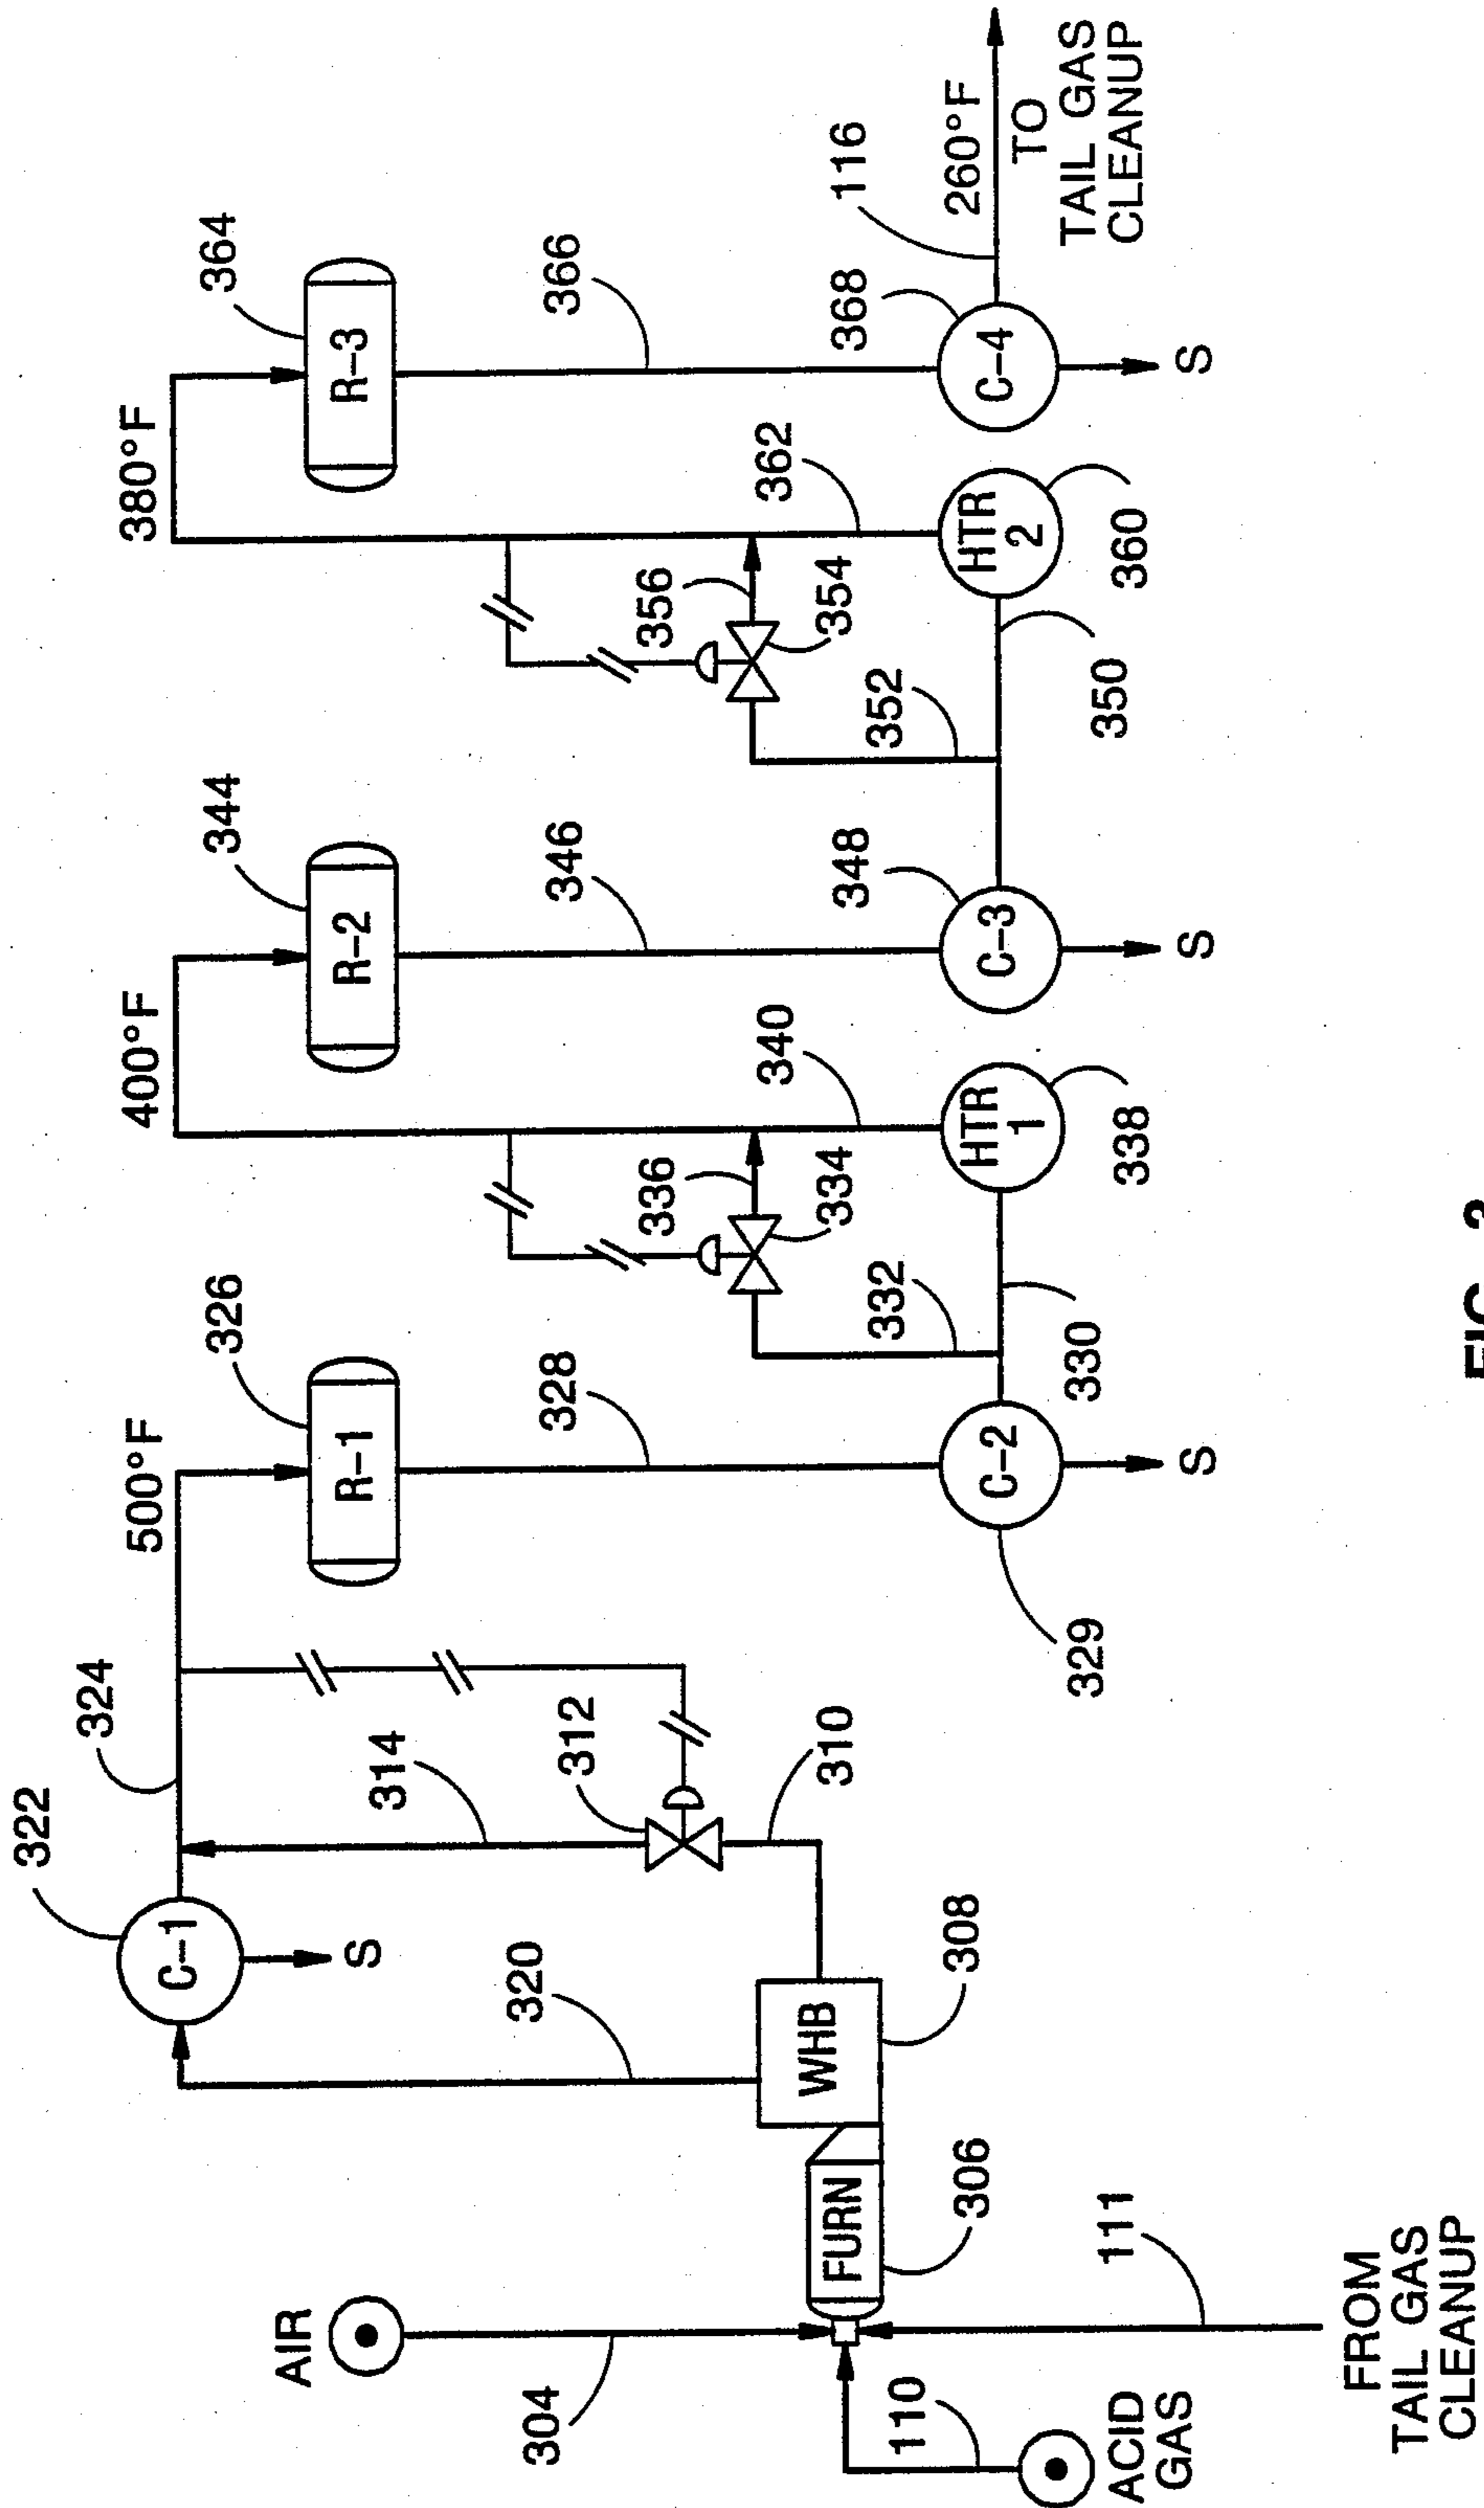 322
324
500°F
326
400°F
344
380°F
364
C-1
S
R-1
R-2
R-3
AIR
320
314
312
328
336
340
346
356
362
366
304
FURN
WHB
310
332
334
348
352
354
368
116
260°F
TO
TAIL GAS
CLEANUP
110
306
308
C-2
HTR
1
C-3
HTR
2
C-4
ACID
GAS
111
329
330
338
350
360
S
S
S
FROM
TAIL GAS
CLEANUP